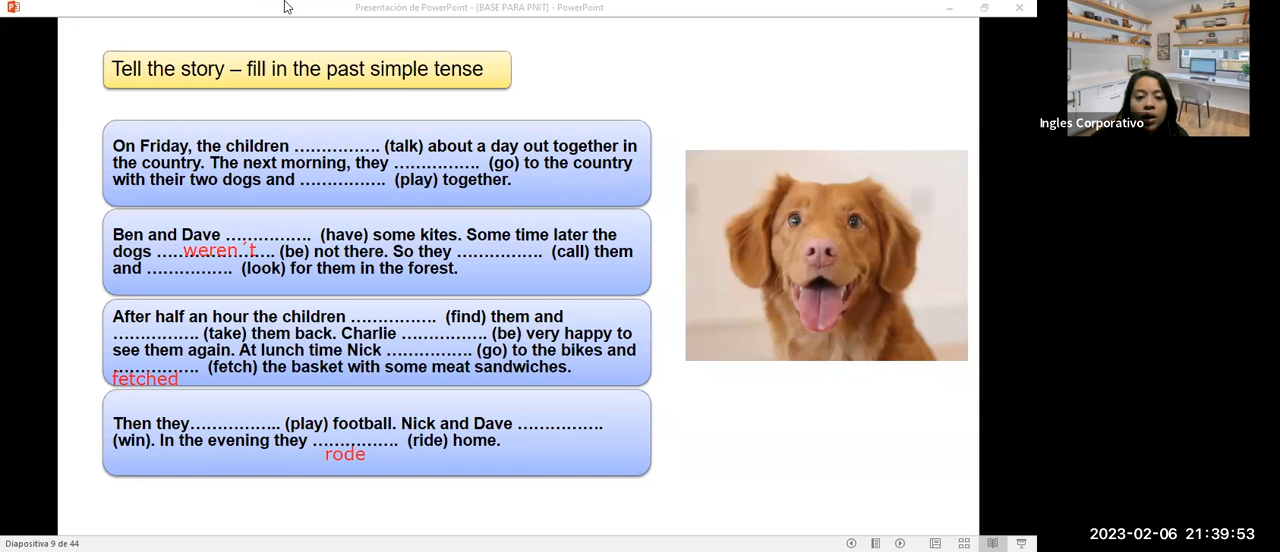 Presentación de PowerPoint - [BASE PARA PNIT] - PowerPoint
Tell the story – fill in the past simple tense
On Friday, the children ……………. (talk) about a day out together in
the country. The next morning, they ……………. (go) to the country
with their two dogs and ……………. (play) together.
Ben and Dave ……………. (have) some kites. Some time later the
dogs …weren´t…. (be) not there. So they ……………. (call) them
and ……………. (look) for them in the forest.
After half an hour the children ……………. (find) them and
……………. (take) them back. Charlie ……………. (be) very happy to
see them again. At lunch time Nick ……………. (go) to the bikes and
……………. (fetch) the basket with some meat sandwiches.
fetched
Then they…………….. (play) football. Nick and Dave …………….
(win). In the evening they ……………. (ride) home.
rode
Ingles Corporativo
Diapositiva 9 de 44
2023-02-06 21:39:53